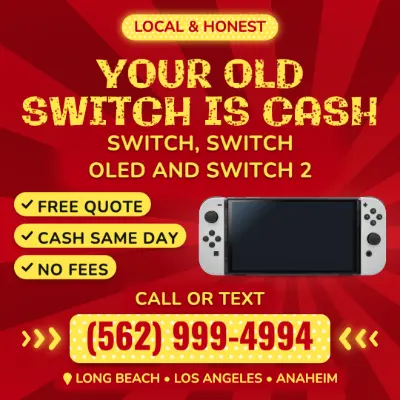 LOCAL & HONEST
YOUR OLD
SWITCH IS CASH
SWITCH, SWITCH
OLED AND SWITCH 2
FREE QUOTE
CASH SAME DAY
NO FEES
CALL OR TEXT
(562) 999-4994
LONG BEACH • LOS ANGELES • ANAHEIM